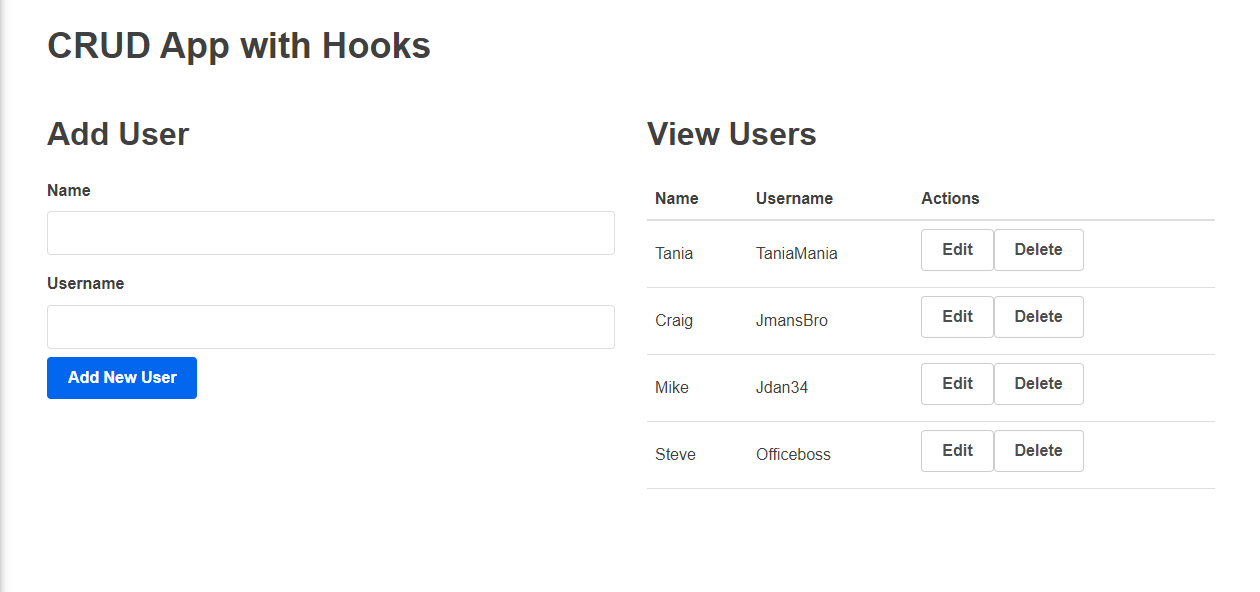 CRUD App with Hooks
Add User
Name
Username
Add New User
View Users
Name Username Actions
Tania TaniaMania Edit Delete
Craig JmansBro Edit Delete
Mike Jdan34 Edit Delete
Steve Officeboss Edit Delete